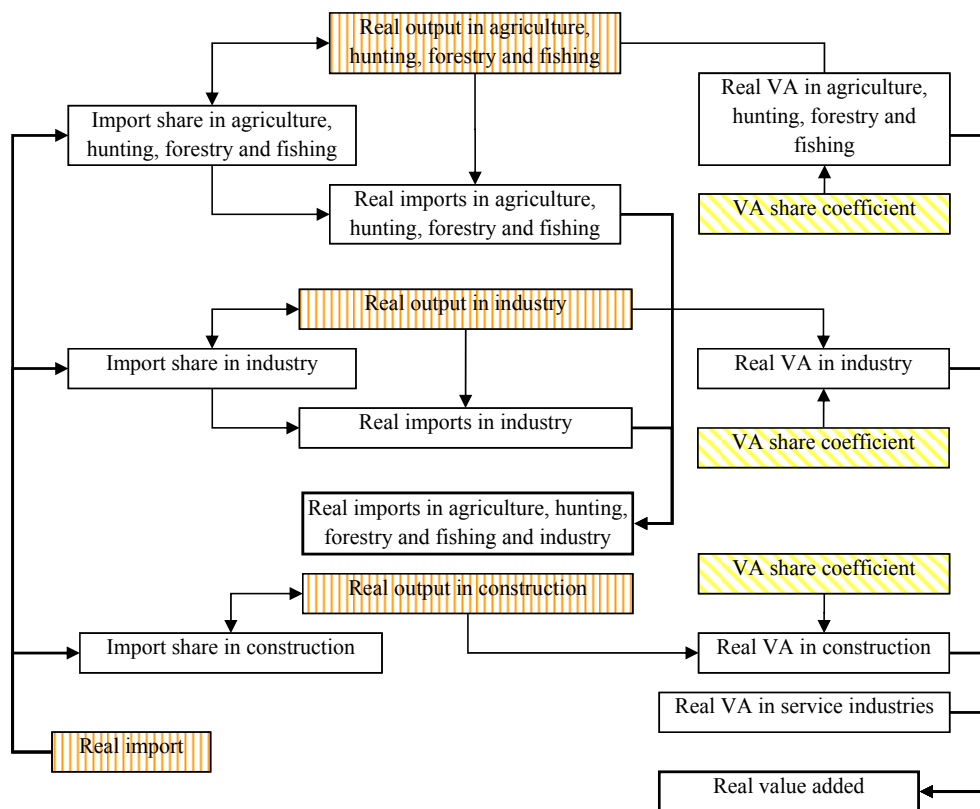 Real output in agriculture,
hunting, forestry and fishing
Real VA in agriculture,
hunting, forestry and
fishing
Import share in agriculture,
hunting, forestry and fishing
Real imports in agriculture,
hunting, forestry and fishing
VA share coefficient
Real output in industry
Import share in industry
Real VA in industry
Real imports in industry
VA share coefficient
Real imports in agriculture, hunting,
forestry and fishing and industry
VA share coefficient
Real output in construction
Import share in construction
Real VA in construction
Real VA in service industries
Real import
Real value added